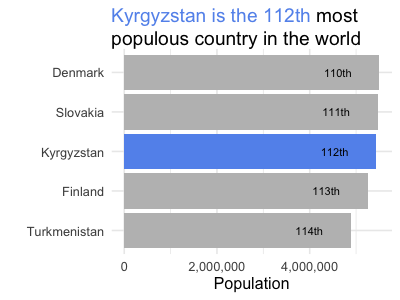 Kyrgyzstan is the 112th most
populous country in the world
Denmark 110th
Slovakia 111th
Kyrgyzstan 112th
Finland 113th
Turkmenistan 114th
0 2,000,000 4,000,000
Population